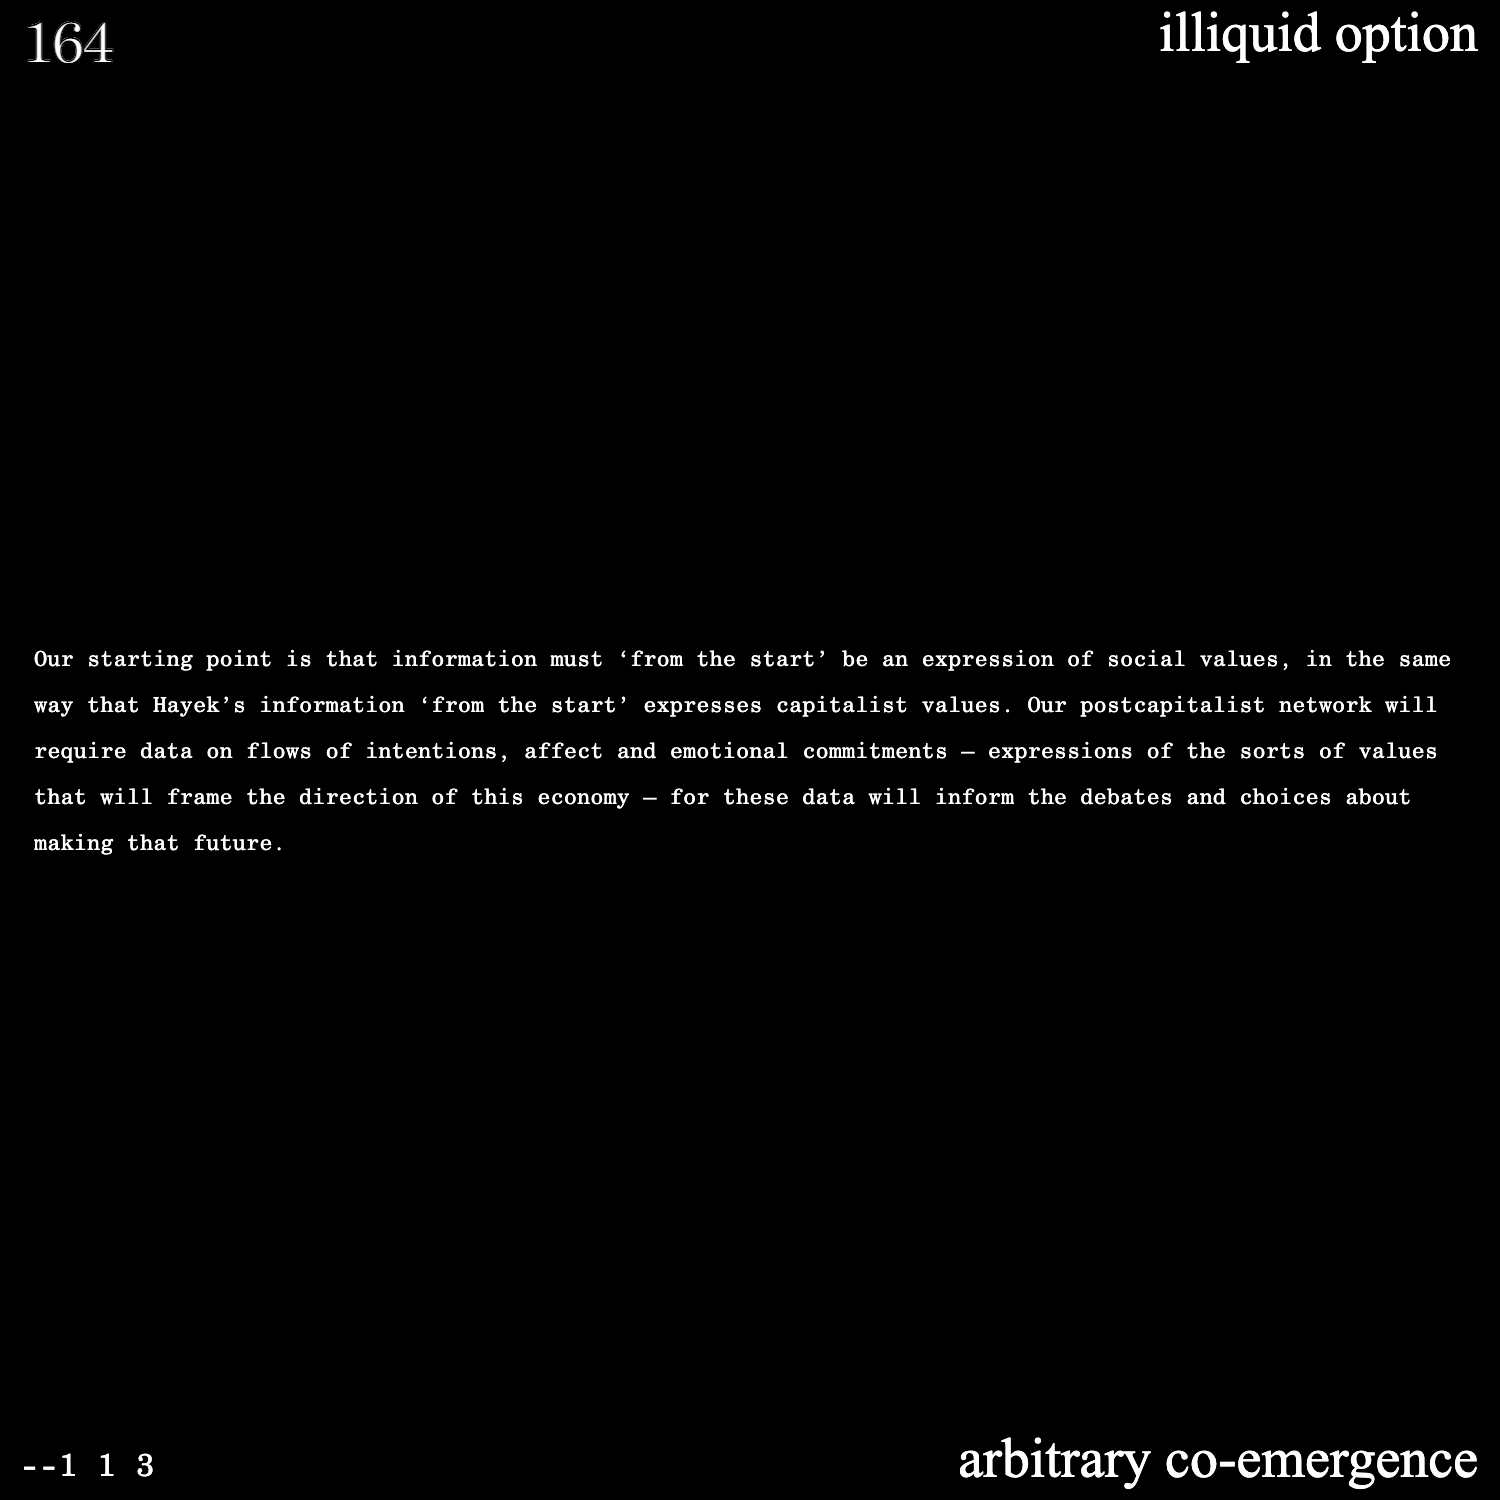 164
illiquid option
Our starting point is that information must ‘from the start’ be an expression of social values, in the same
way that Hayek’s information ‘from the start’ expresses capitalist values. Our postcapitalist network will
require data on flows of intentions, affect and emotional commitments – expressions of the sorts of values
that will frame the direction of this economy – for these data will inform the debates and choices about
making that future.
--1 1 3
arbitrary co-emergence